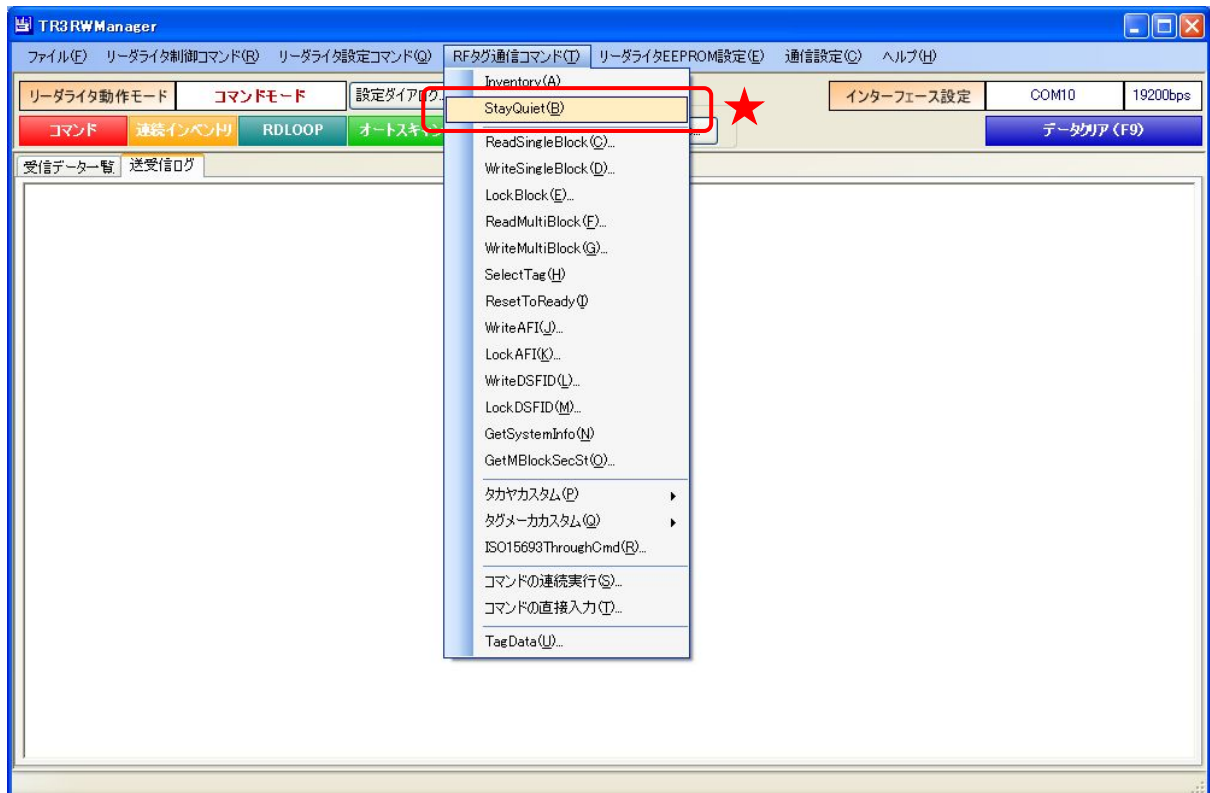 TR3RWManager
ファイル(F) リーダライタ制御コマンド(R) リーダライタ設定コマンド(Q) RFタグ通信コマンド(T) リーダライタEEPROM設定(E) 通信設定(C) ヘルプ(H)
リーダライタ動作モード コマンドモード 設定ダイアログ... インターフェース設定 COM10 19200bps
コマンド 連続インベントリ RDLOOP オートスキャン データクリア(F9)
受信データ一覧 送受信ログ
Inventory(A)
StayQuiet(B)
ReadSingleBlock(C)...
WriteSingleBlock(D)...
LockBlock(E)...
ReadMultiBlock(F)...
WriteMultiBlock(G)...
SelectTag(H)
ResetToReady(I)
WriteAFI(J)...
LockAFI(K)...
WriteDSFID(L)...
LockDSFID(M)...
GetSystemInfo(N)
GetMBlockSecSt(O)...
タカヤカスタム(P)
タグメーカカスタム(Q)
ISO15693ThroughCmd(R)...
コマンドの連続実行(S)...
コマンドの直接入力(T)...
TagData(U)...